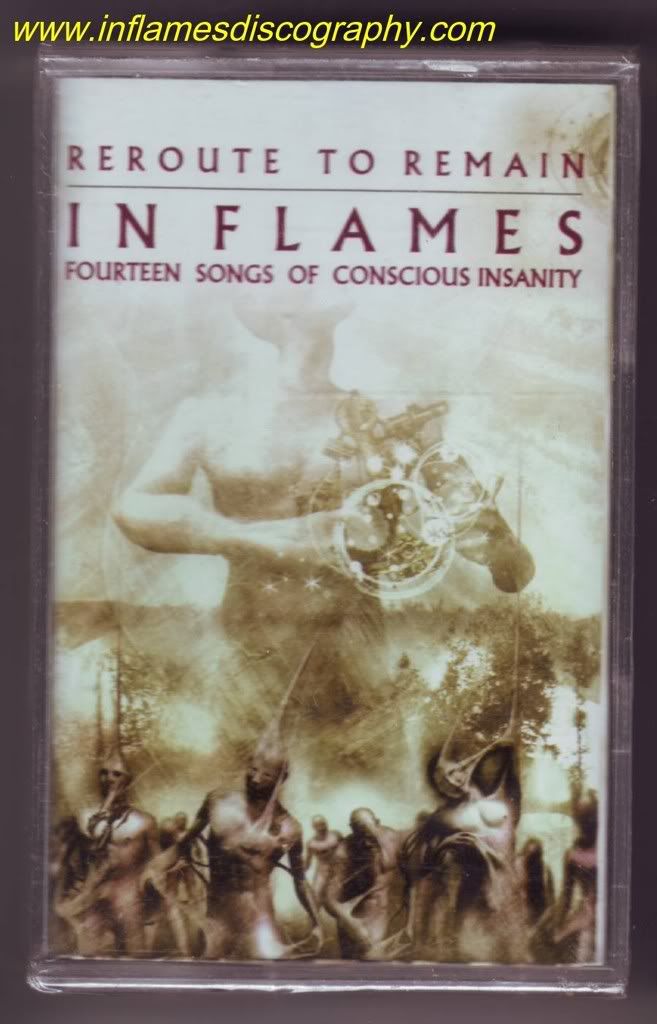 www.inflamesdiscography.com
REROUTE TO REMAIN
IN FLAMES
FOURTEEN SONGS OF CONSCIOUS INSANITY